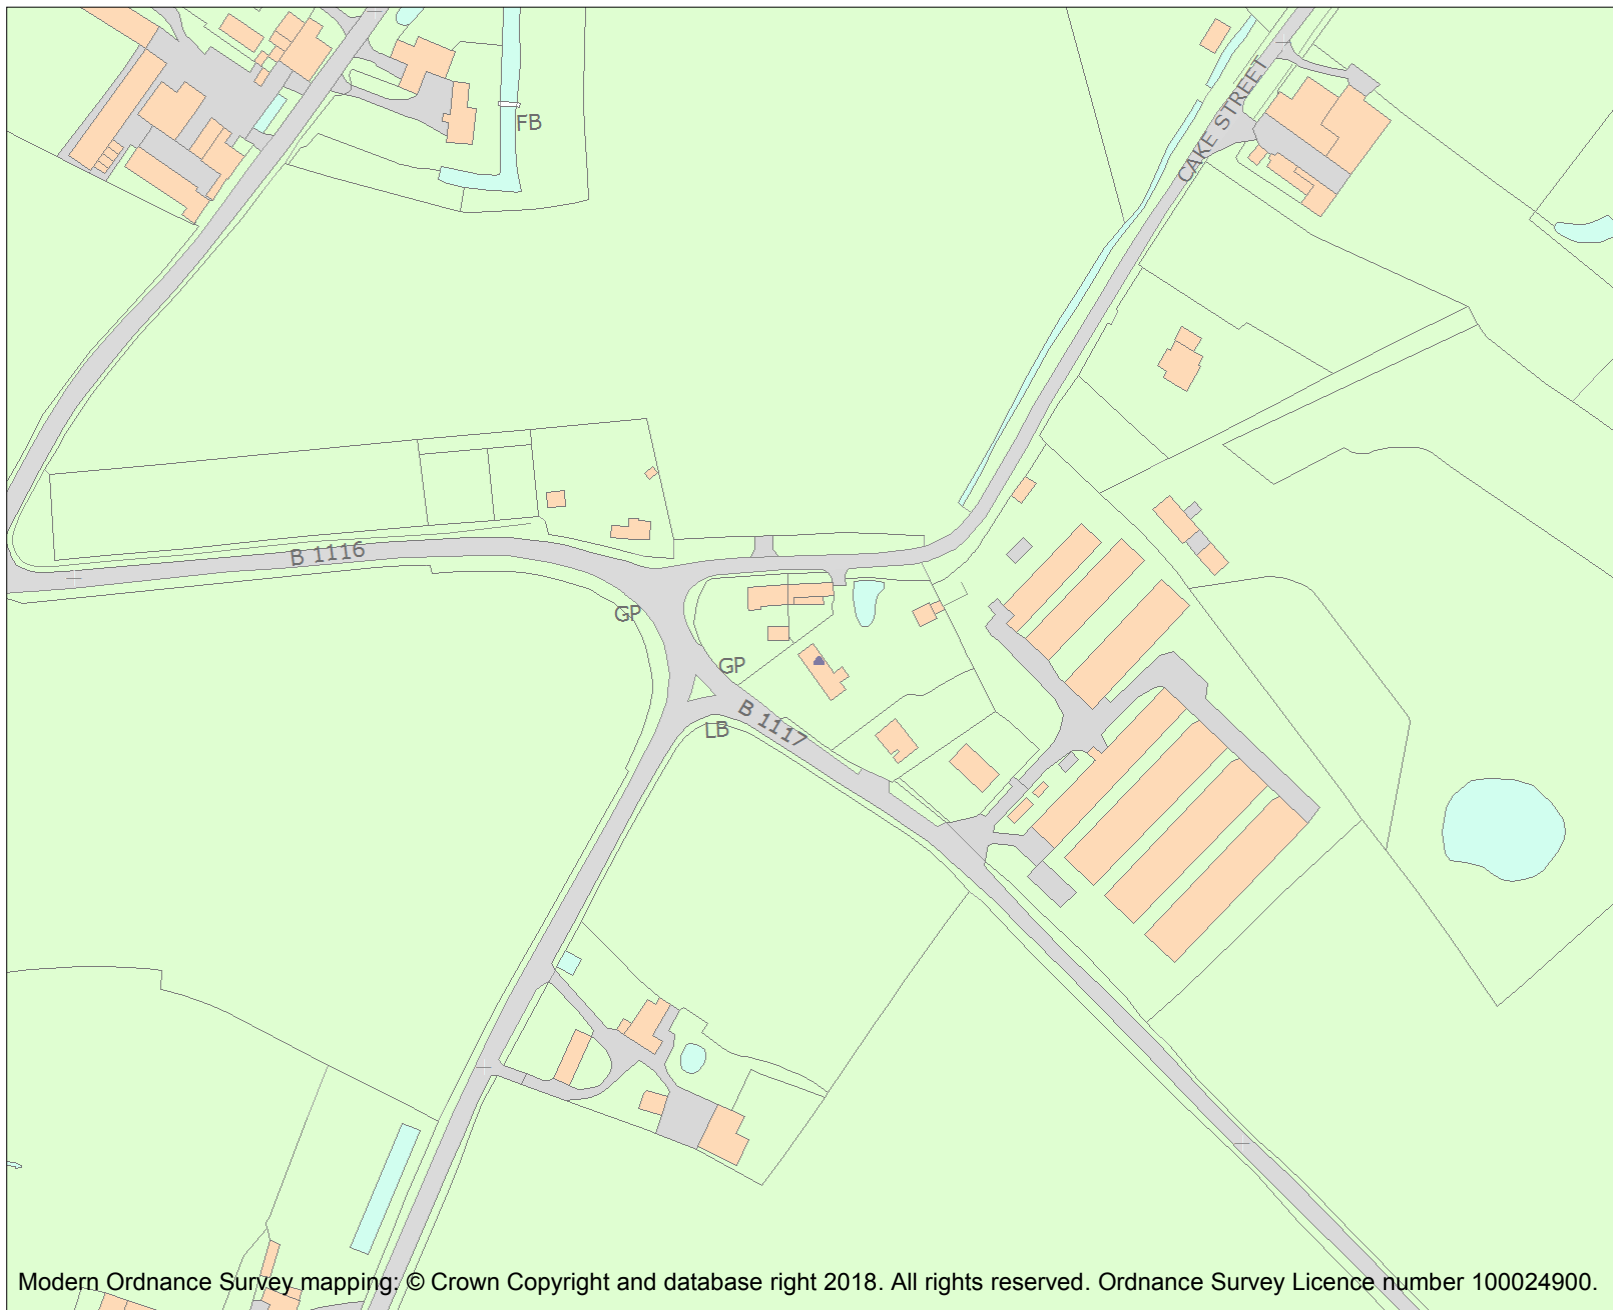 FB
CAKE STREET
B 1116
GP
GP
B 1117
LB
Modern Ordnance Survey mapping: © Crown Copyright and database right 2018. All rights reserved. Ordnance Survey Licence number 100024900.